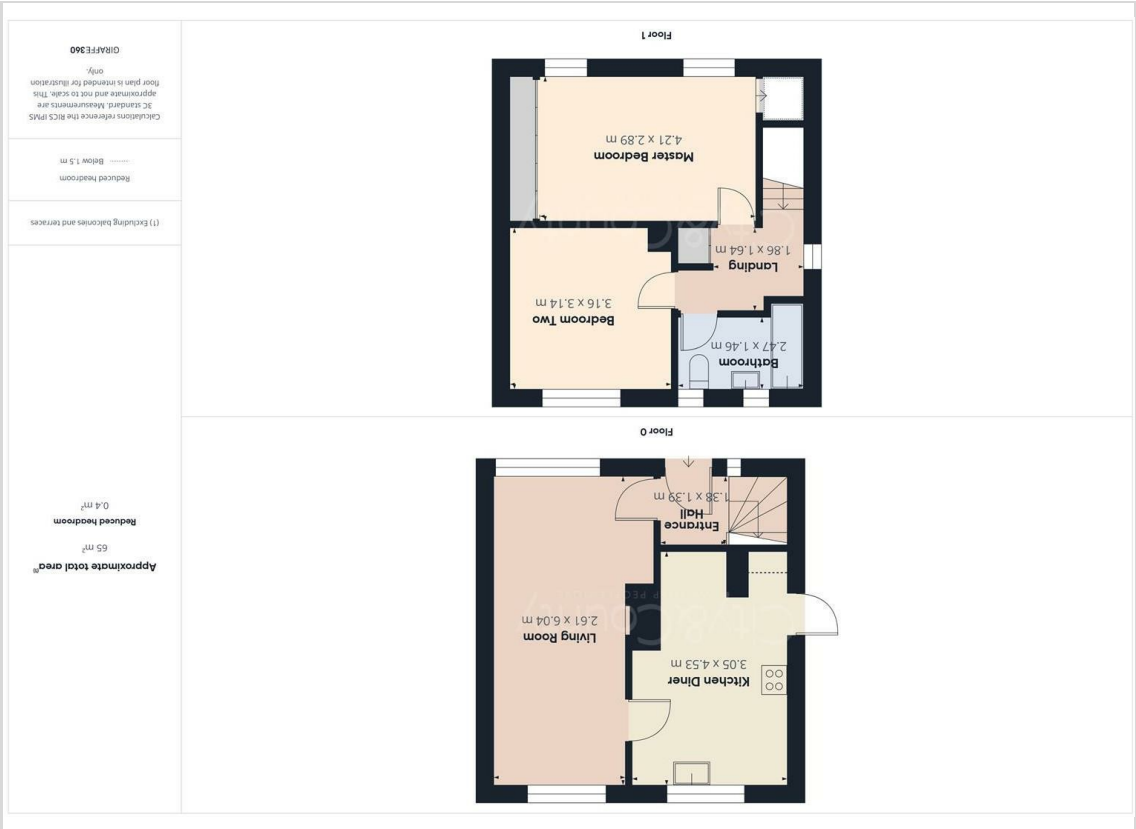 Kitchen Diner
3.05 x 4.53 m
Living Room
2.61 x 6.04 m
City&County
Entrance
Hall
1.38 x 1.39 m
Floor 0
Bathroom
2.47 x 1.46 m
Bedroom Two
3.16 x 3.14 m
Landing
1.86 x 1.64 m
Master Bedroom
4.21 x 2.89 m
Floor 1
Approximate total area⁽¹⁾
65 m²
Reduced headroom
0.4 m²
(1) Excluding balconies and terraces
Reduced headroom
Below 1.5 m
Calculations reference the RICS IPMS
3C standard. Measurements are
approximate and not to scale. This
floor plan is intended for illustration
only.
GIRAFFE360